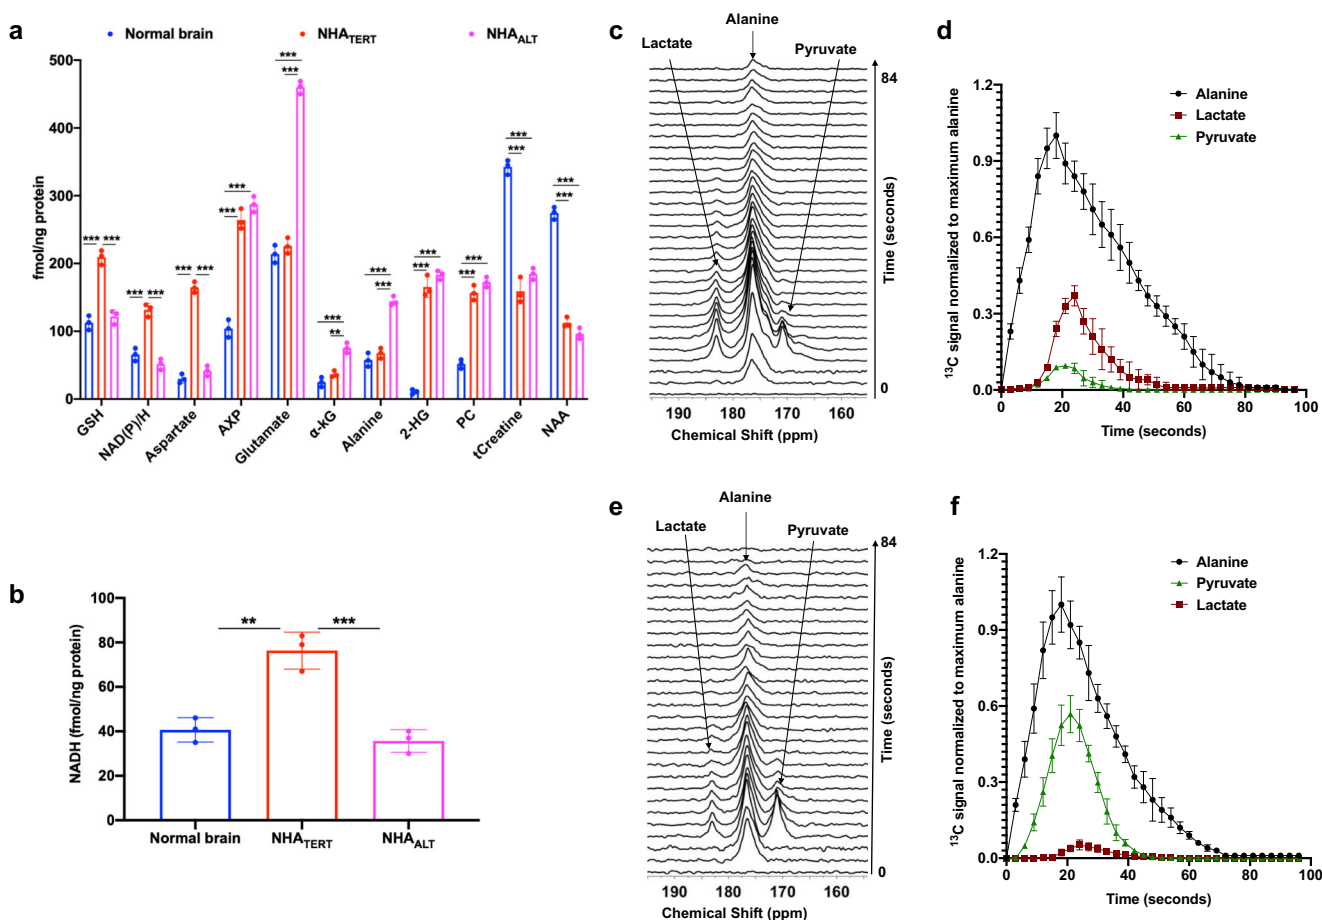 a
Normal brain
NHA_TERT
NHA_ALT
500
400
300
200
100
0
fmol/ng protein
*** ***
*** ***
*** ***
***
***
***
***
***
**
***
***
***
***
***
***
***
***
***
***
GSH
NAD(P)/H
Aspartate
AXP
Glutamate
α-kG
Alanine
2-HG
PC
tCreatine
NAA
b
100
80
60
40
20
0
NADH (fmol/ng protein)
**
***
Normal brain
NHA_TERT
NHA_ALT
c
Alanine
Lactate
Pyruvate
84
Time (seconds)
0
190 180 170 160
Chemical Shift (ppm)
d
1.2
0.9
0.6
0.3
0.0
¹³C signal normalized to maximum alanine
Alanine
Lactate
Pyruvate
0 20 40 60 80 100
Time (seconds)
e
Alanine
Lactate
Pyruvate
84
Time (seconds)
0
190 180 170 160
Chemical Shift (ppm)
f
1.2
0.9
0.6
0.3
0.0
¹³C signal normalized to maximum alanine
Alanine
Pyruvate
Lactate
0 20 40 60 80 100
Time (seconds)